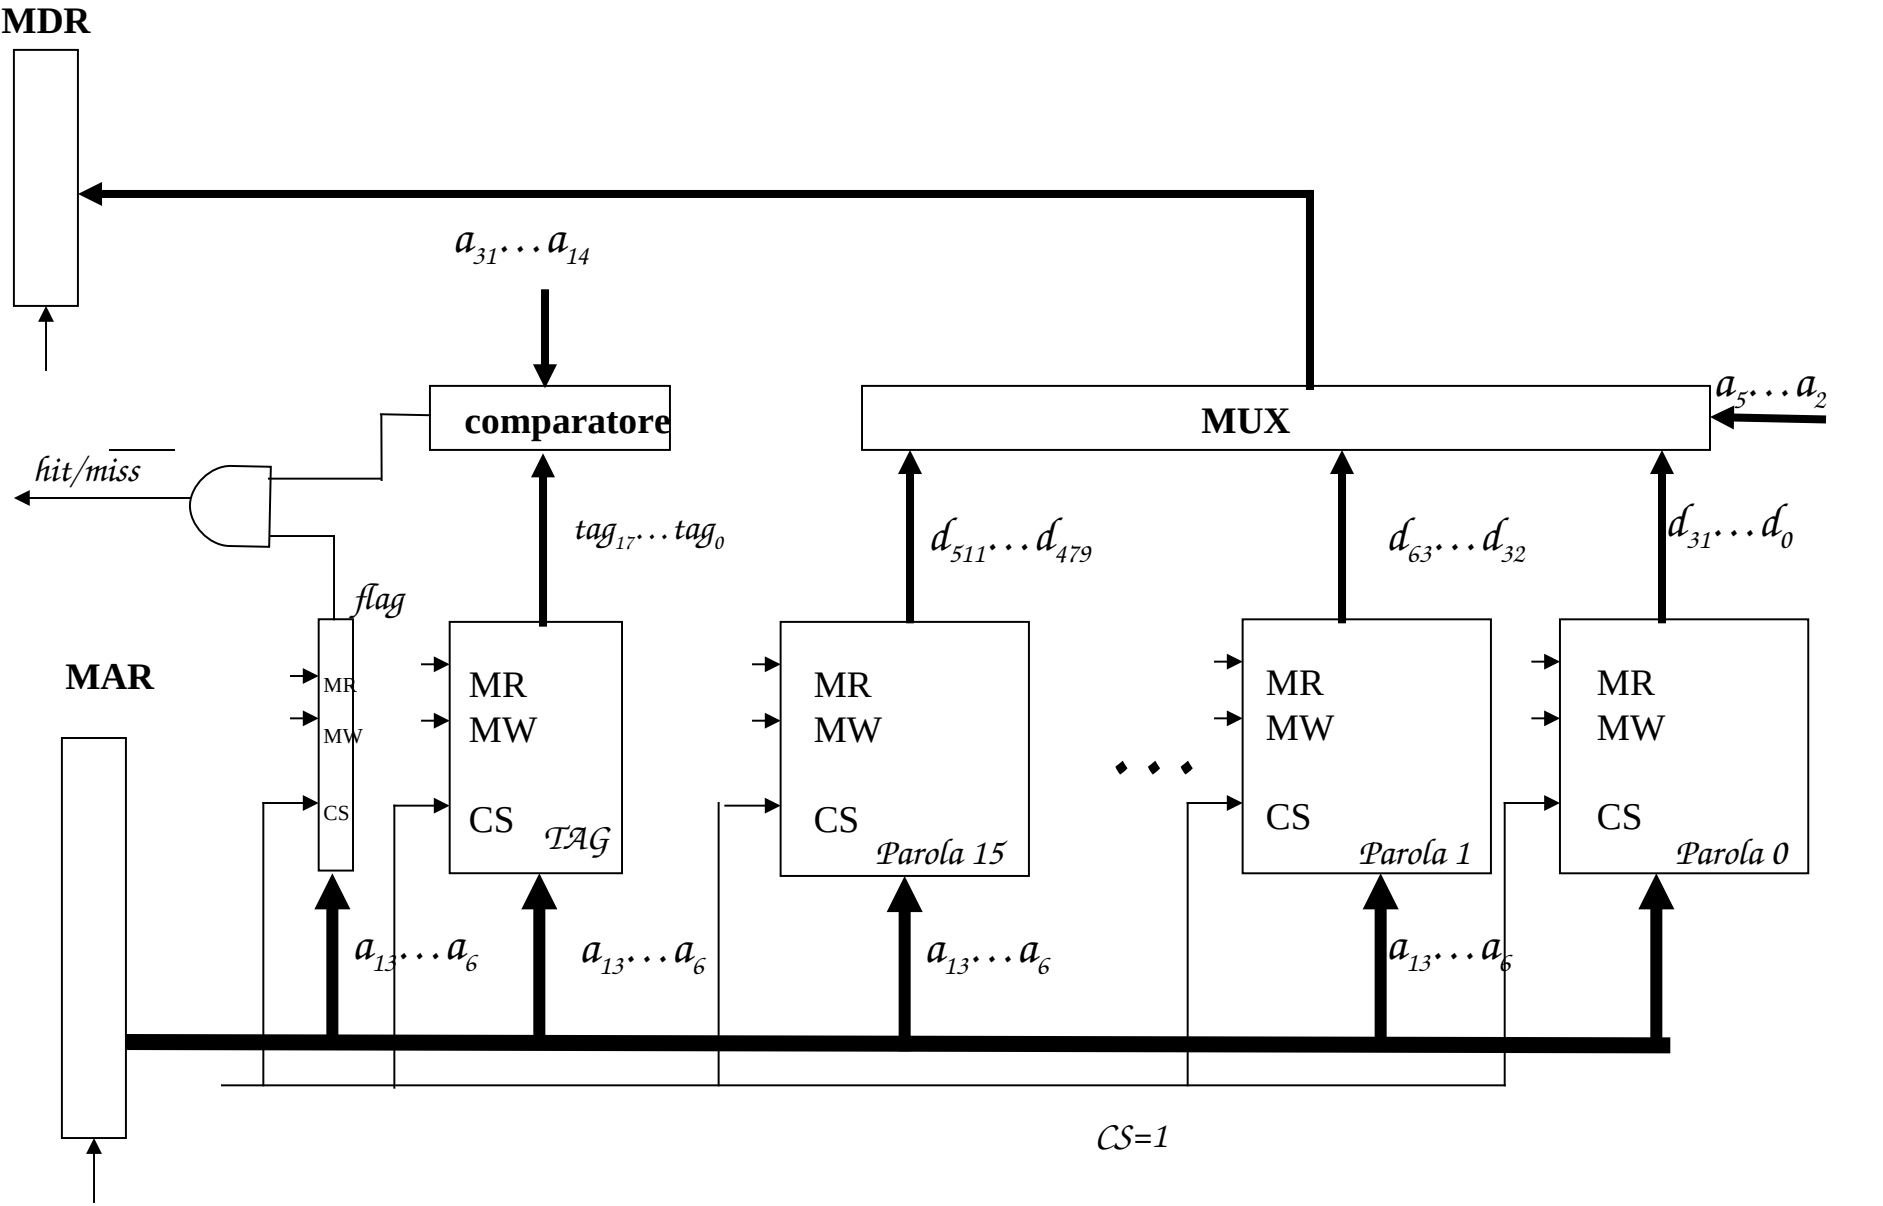 MDR
a31...a14
a5...a2
comparatore
MUX
hit/miss
tag17...tag0
d511...d479
d63...d32
d31...d0
flag
MAR
MR
MW
CS
MR
MW
CS
TAG
MR
MW
CS
Parola 15
...
MR
MW
CS
Parola 1
MR
MW
CS
Parola 0
a13...a6
a13...a6
a13...a6
a13...a6
CS=1